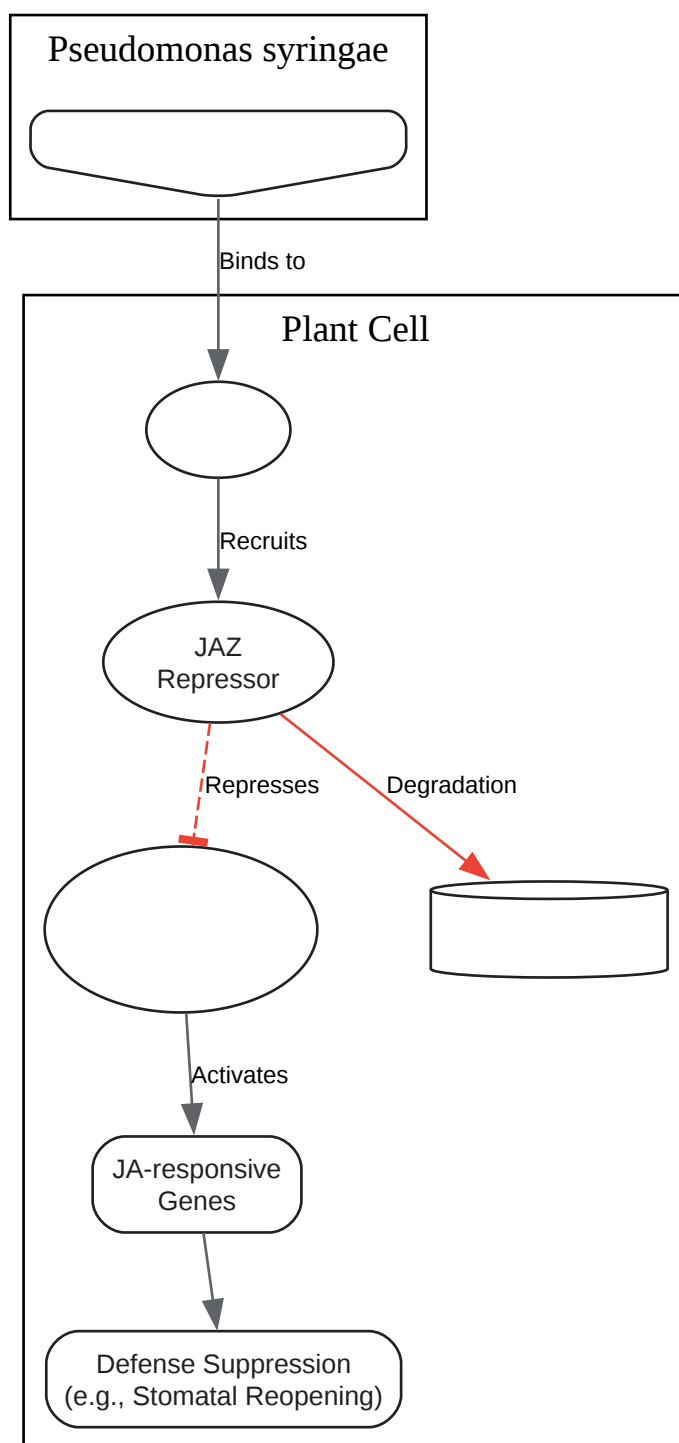 Pseudomonas syringae
Binds to
Plant Cell
Recruits
JAZ
Repressor
Represses
Degradation
Activates
JA-responsive
Genes
Defense Suppression
(e.g., Stomatal Reopening)